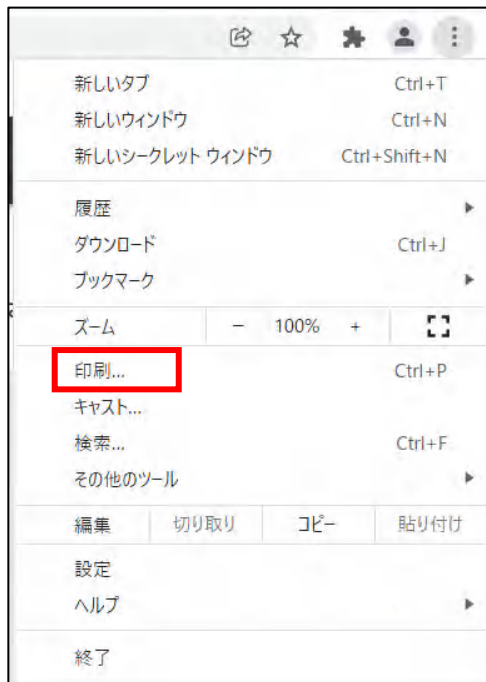 新しいタブ Ctrl+T
新しいウィンドウ Ctrl+N
新しいシークレット ウィンドウ Ctrl+Shift+N
履歴
ダウンロード Ctrl+J
ブックマーク
ズーム - 100% +
印刷... Ctrl+P
キャスト...
検索... Ctrl+F
その他のツール
編集 切り取り コピー 貼り付け
設定
ヘルプ
終了